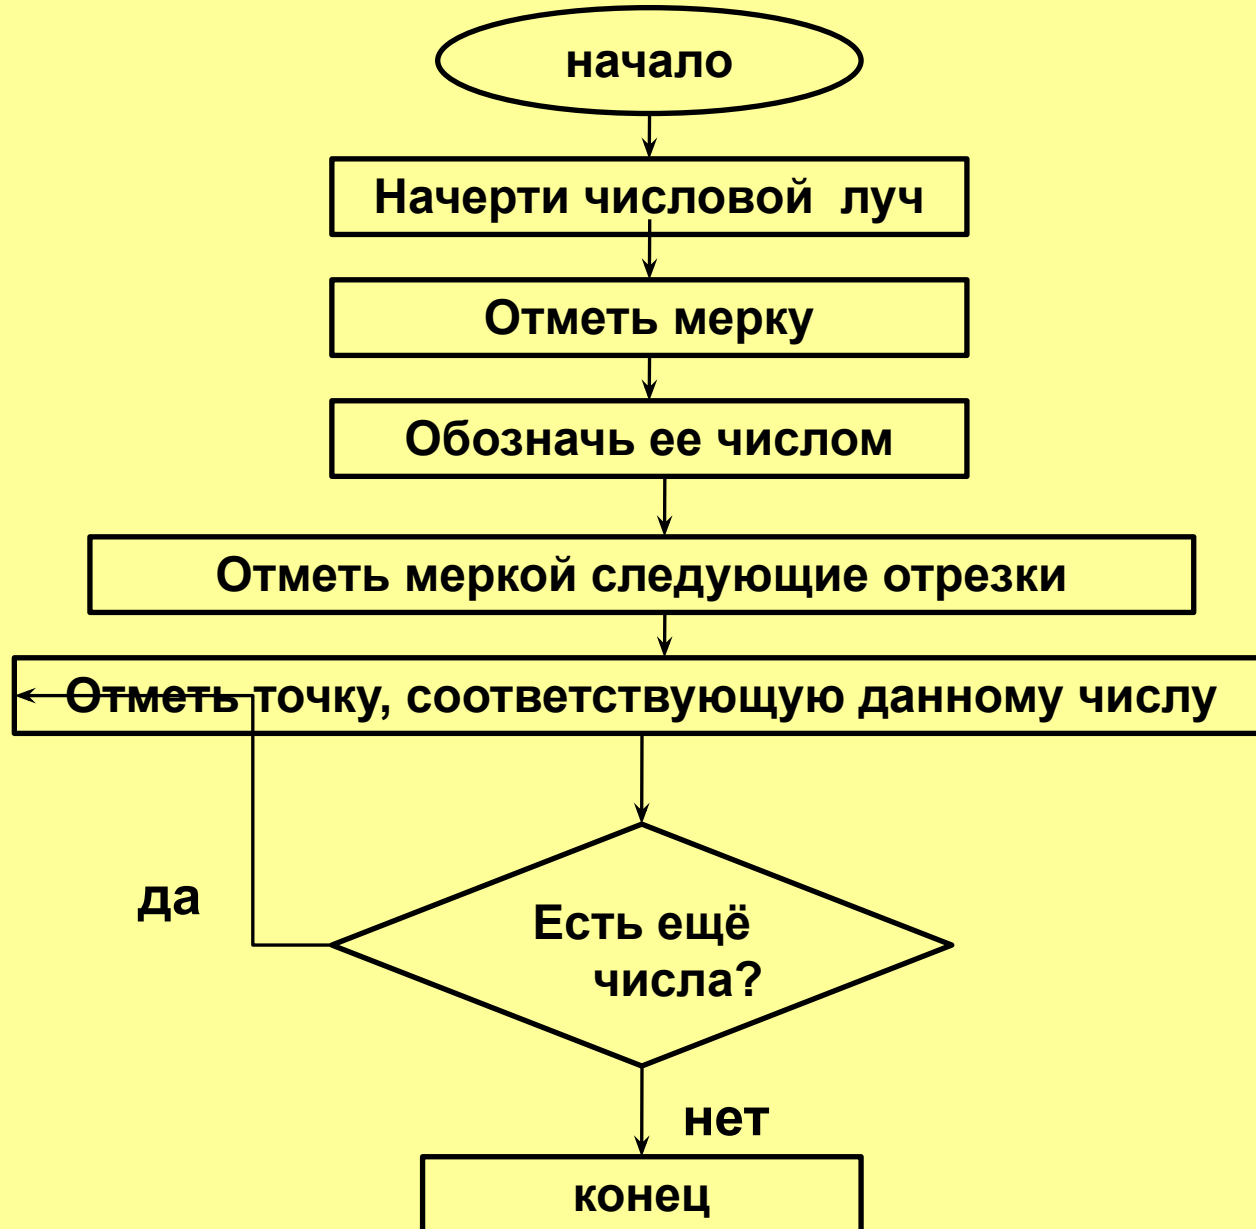 начало
Начерти числовой луч
Отметь мерку
Обозначь ее числом
Отметь меркой следующие отрезки
Отметь точку, соответствующую данному числу
да
Есть ещё
числа?
нет
конец